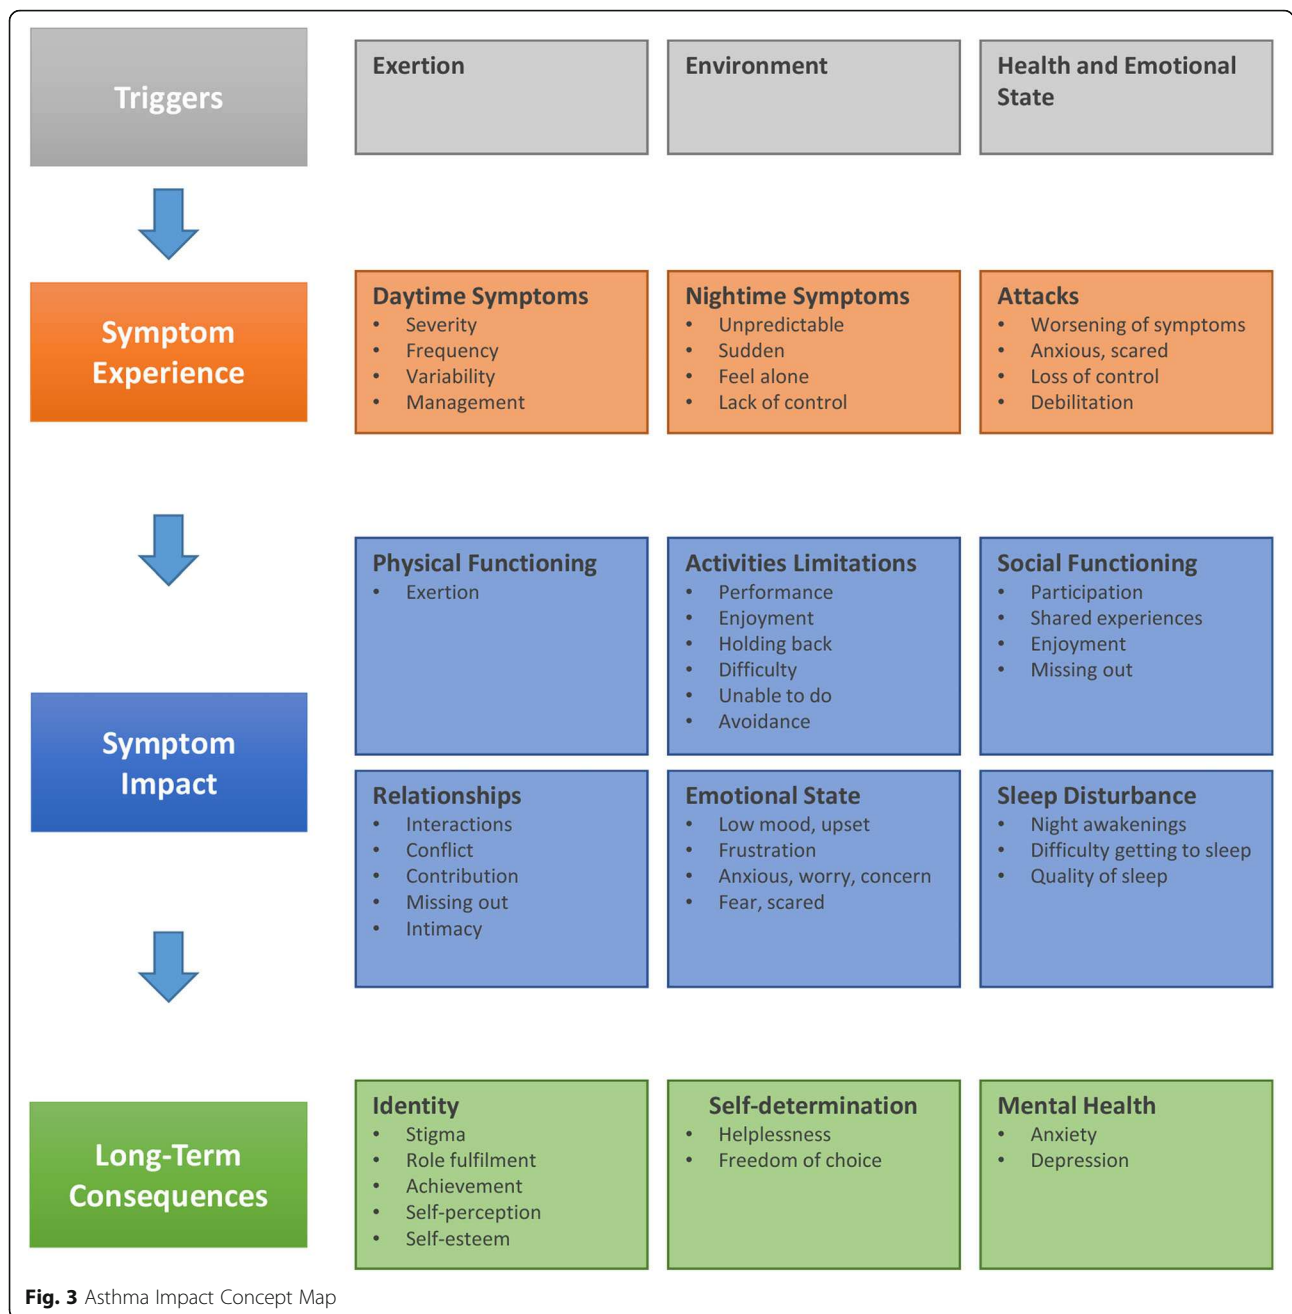 Triggers
Exertion
Environment
Health and Emotional
State
Symptom
Experience
Daytime Symptoms
• Severity
• Frequency
• Variability
• Management
Nightime Symptoms
• Unpredictable
• Sudden
• Feel alone
• Lack of control
Attacks
• Worsening of symptoms
• Anxious, scared
• Loss of control
• Debilitation
Symptom
Impact
Physical Functioning
• Exertion
Activities Limitations
• Performance
• Enjoyment
• Holding back
• Difficulty
• Unable to do
• Avoidance
Social Functioning
• Participation
• Shared experiences
• Enjoyment
• Missing out
Relationships
• Interactions
• Conflict
• Contribution
• Missing out
• Intimacy
Emotional State
• Low mood, upset
• Frustration
• Anxious, worry, concern
• Fear, scared
Sleep Disturbance
• Night awakenings
• Difficulty getting to sleep
• Quality of sleep
Long-Term
Consequences
Identity
• Stigma
• Role fulfilment
• Achievement
• Self-perception
• Self-esteem
Self-determination
• Helplessness
• Freedom of choice
Mental Health
• Anxiety
• Depression
Fig. 3 Asthma Impact Concept Map